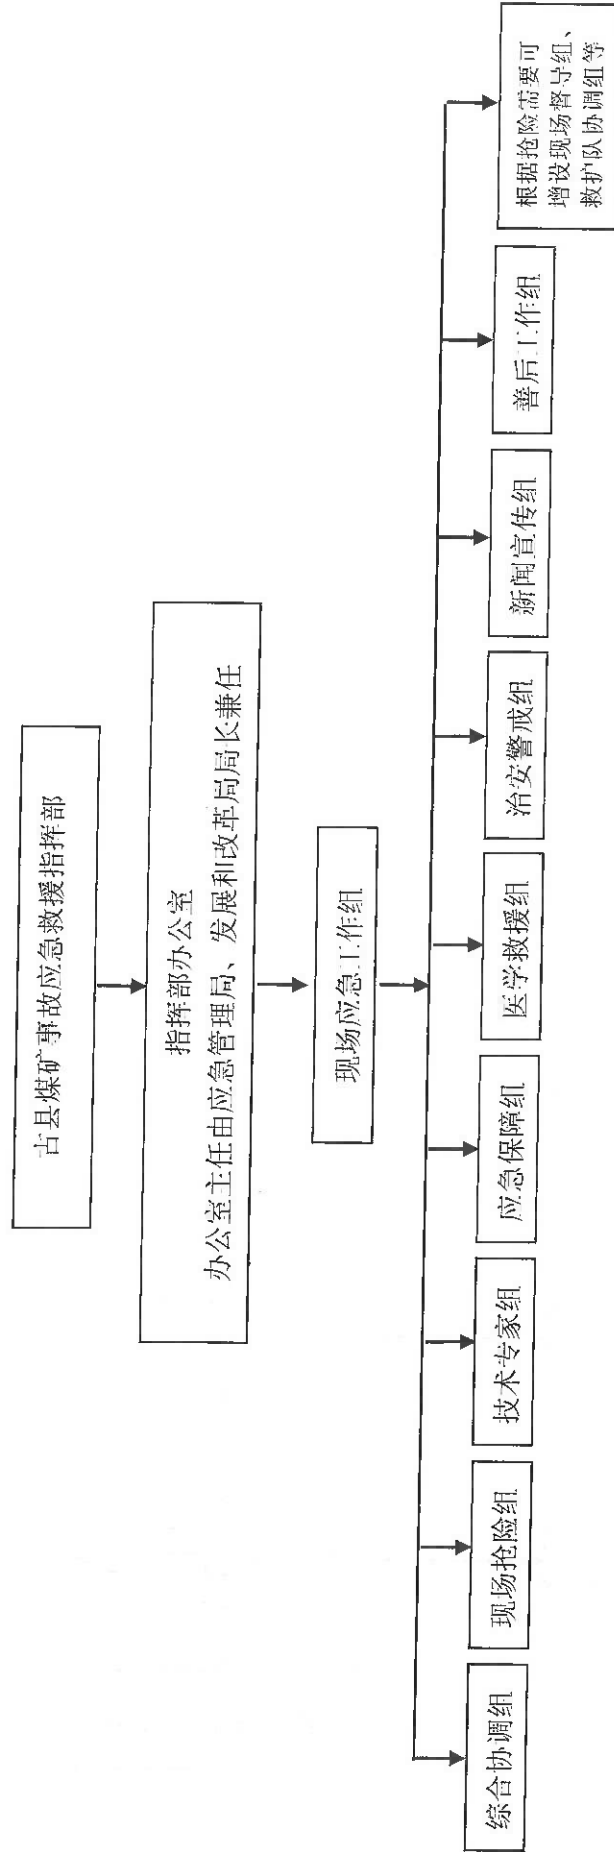 古县煤矿事故应急救援指挥部
指挥部办公室
办公室主任由应急管理局、发展和改革局局长兼任
现场应急工作组
综合协调组
现场抢险组
技术专家组
应急保障组
医学救援组
治安警戒组
新闻宣传组
善后工作组
根据抢险需要可
增设现场督导组、
救护队协调组等